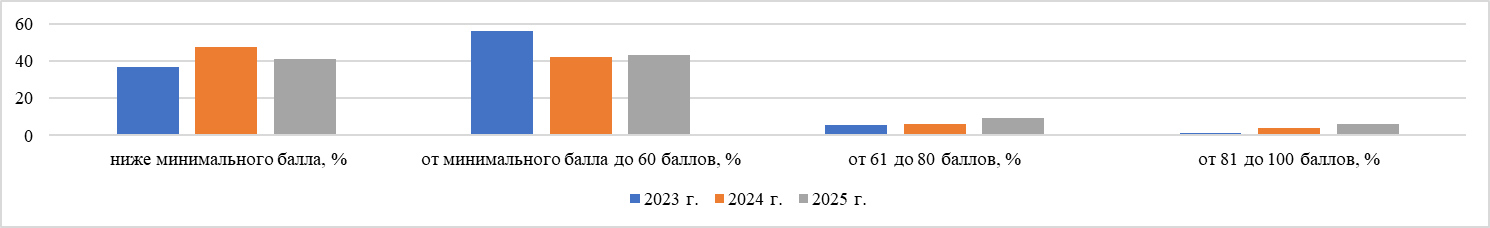 60
40
20
0
ниже минимального балла, %
от минимального балла до 60 баллов, %
от 61 до 80 баллов, %
от 81 до 100 баллов, %
2023 г.
2024 г.
2025 г.